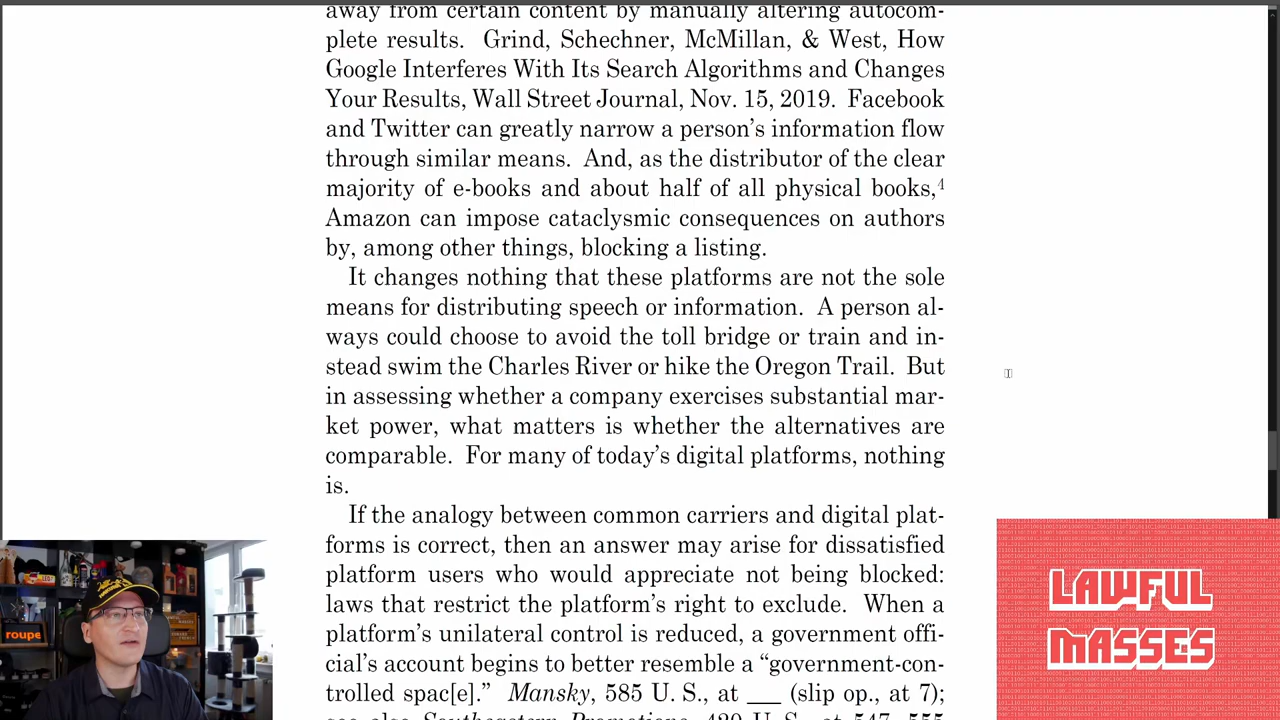 away from certain content by manually altering autocom-
plete results. Grind, Schechner, McMillan, & West, How
Google Interferes With Its Search Algorithms and Changes
Your Results, Wall Street Journal, Nov. 15, 2019. Facebook
and Twitter can greatly narrow a person's information flow
through similar means. And, as the distributor of the clear
majority of e-books and about half of all physical books,4
Amazon can impose cataclysmic consequences on authors
by, among other things, blocking a listing.
It changes nothing that these platforms are not the sole
means for distributing speech or information. A person al-
ways could choose to avoid the toll bridge or train and in-
stead swim the Charles River or hike the Oregon Trail. But
in assessing whether a company exercises substantial mar-
ket power, what matters is whether the alternatives are
comparable. For many of today's digital platforms, nothing
is.
If the analogy between common carriers and digital plat-
forms is correct, then an answer may arise for dissatisfied
platform users who would appreciate not being blocked:
laws that restrict the platform's right to exclude. When a
platform's unilateral control is reduced, a government offi-
cial's account begins to better resemble a "government-con-
trolled space." 585 U. S., at ___ (slip op., at 7);
see also Southeastern Promotions, 420 U. S., at 547, 555
roupe
LAWFUL
MASSES